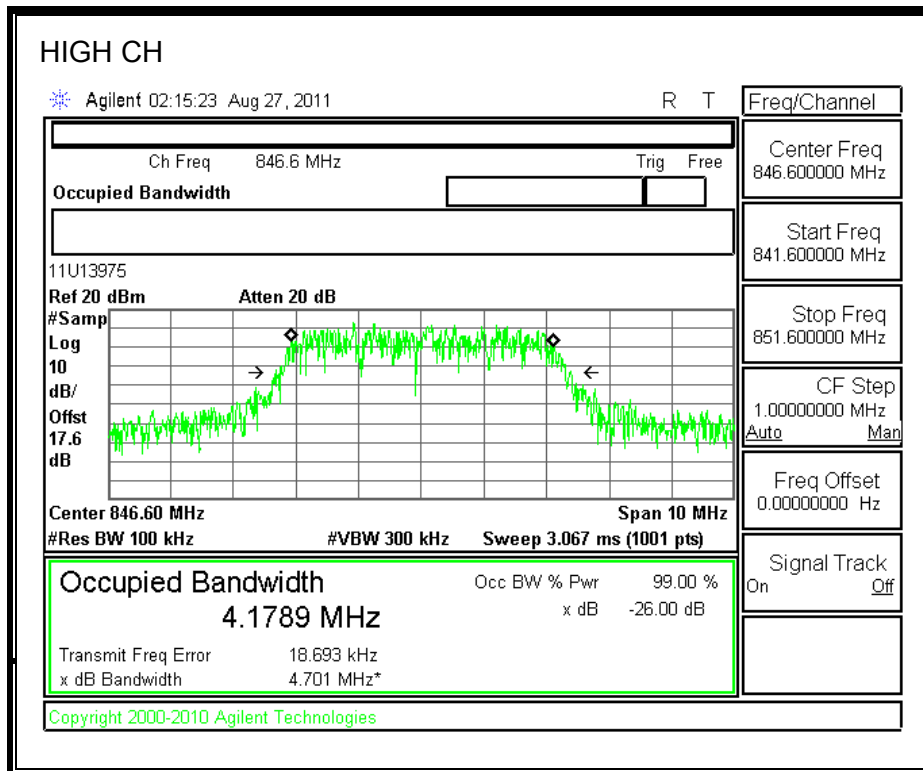 HIGH CH
Agilent 02:15:23 Aug 27, 2011 R T
Freq/Channel
Ch Freq 846.6 MHz Trig Free
Occupied Bandwidth
Center Freq
846.600000 MHz
Start Freq
841.600000 MHz
11U13975
Ref 20 dBm Atten 20 dB
#Samp
Log
10
dB/
Offst
17.6
dB
Stop Freq
851.600000 MHz
CF Step
1.00000000 MHz
Auto Man
Freq Offset
0.00000000 Hz
Center 846.60 MHz Span 10 MHz
#Res BW 100 kHz #VBW 300 kHz Sweep 3.067 ms (1001 pts)
Signal Track
On Off
Occupied Bandwidth Occ BW % Pwr 99.00 %
4.1789 MHz x dB -26.00 dB
Transmit Freq Error 18.693 kHz
x dB Bandwidth 4.701 MHz*
Copyright 2000-2010 Agilent Technologies